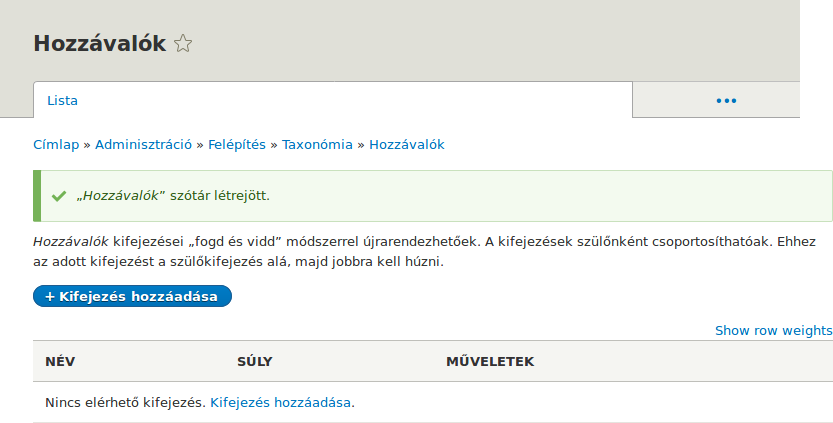 Hozzávalók
Lista
Címlap » Adminisztráció » Felépítés » Taxonómia » Hozzávalók
„Hozzávalók” szótár létrejött.
Hozzávalók kifejezései „fogd és vidd” módszerrel újrarendezhetőek. A kifejezések szülőnként csoportosíthatóak. Ehhez
az adott kifejezést a szülőkifejezés alá, majd jobbra kell húzni.
+ Kifejezés hozzáadása
Show row weights
NÉV SÚLY MŰVELETEK
Nincs elérhető kifejezés. Kifejezés hozzáadása.